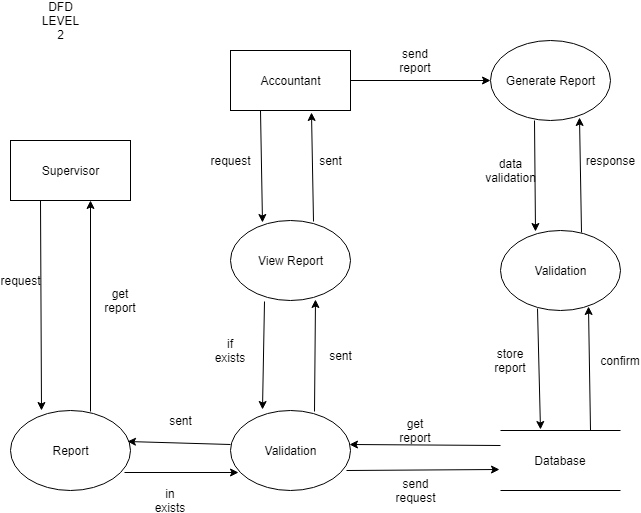 DFD
LEVEL
2
send
report
Accountant
Generate Report
request
sent
data
validation
response
Supervisor
View Report
Validation
request
get
report
if
exists
sent
store
report
confirm
sent
get
report
Report
Validation
Database
in
exists
send
request